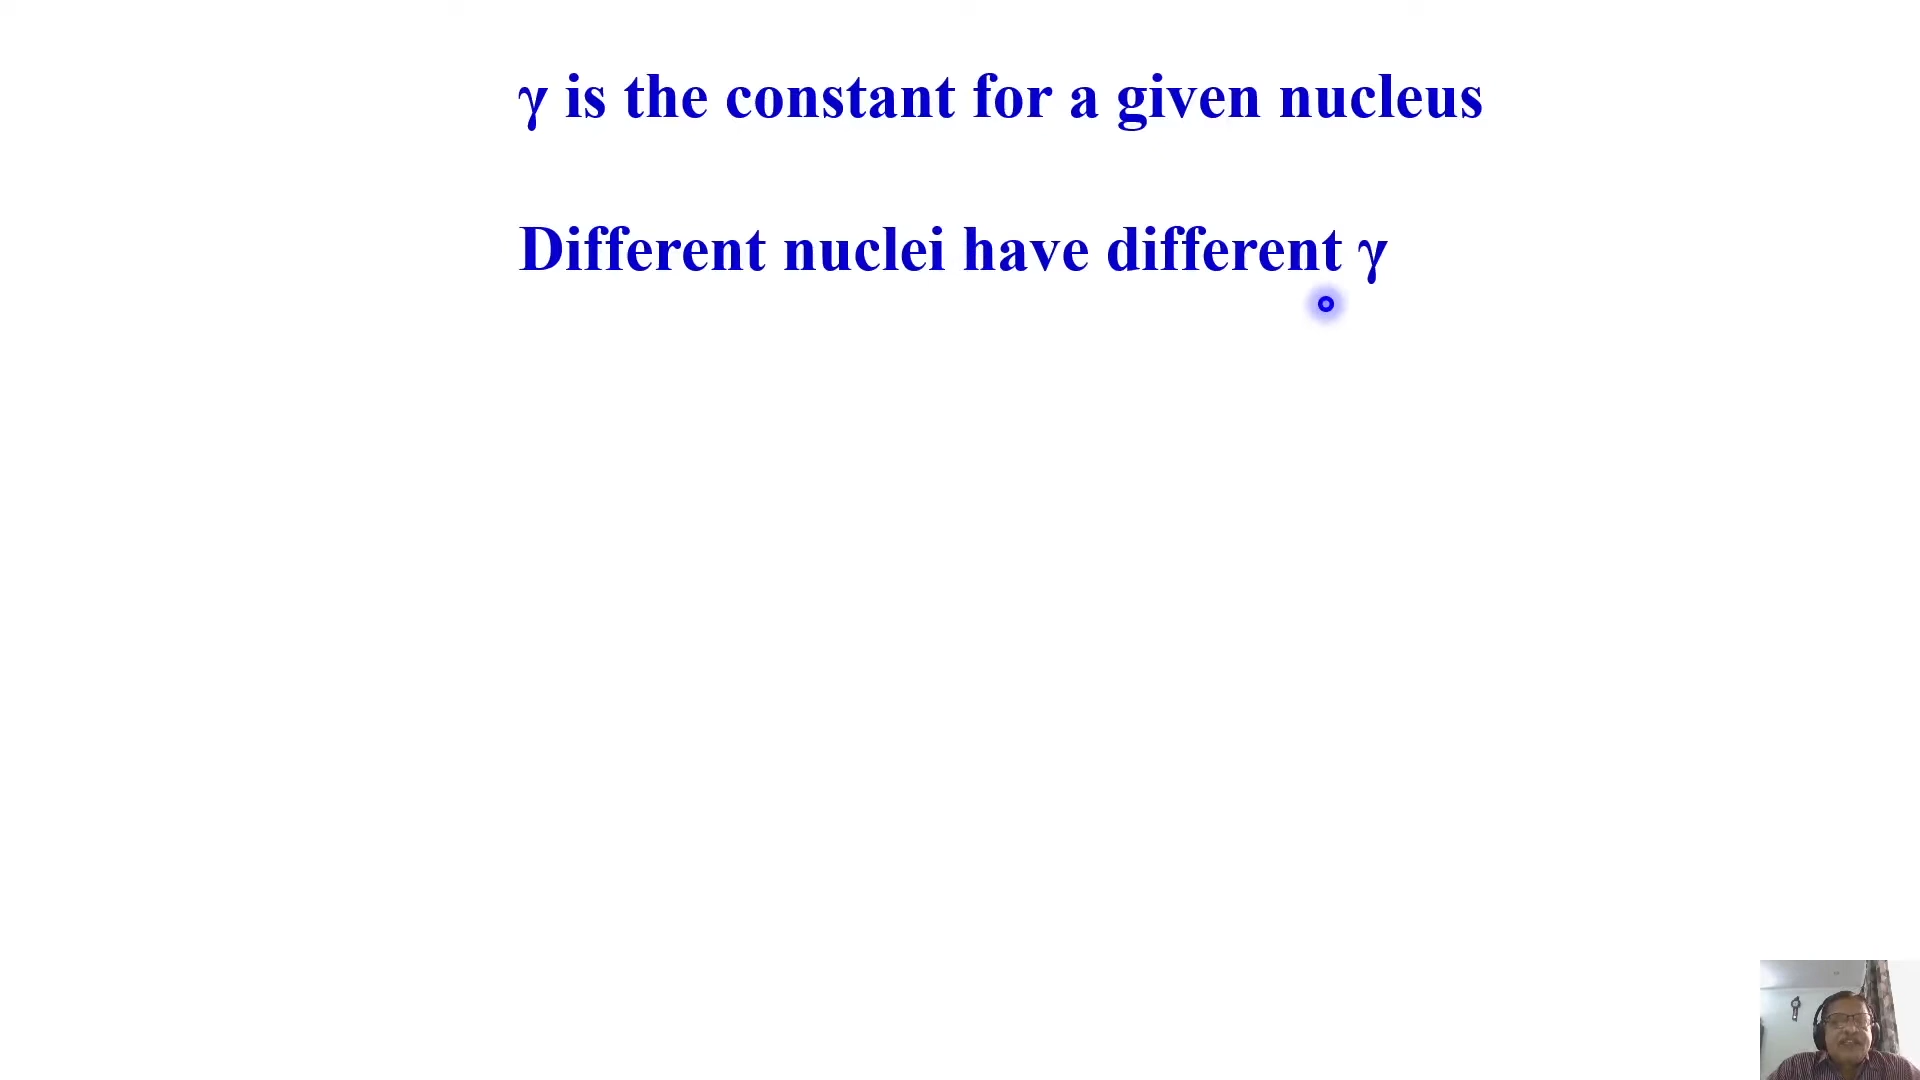 γ is the constant for a given nucleus
Different nuclei have different γ